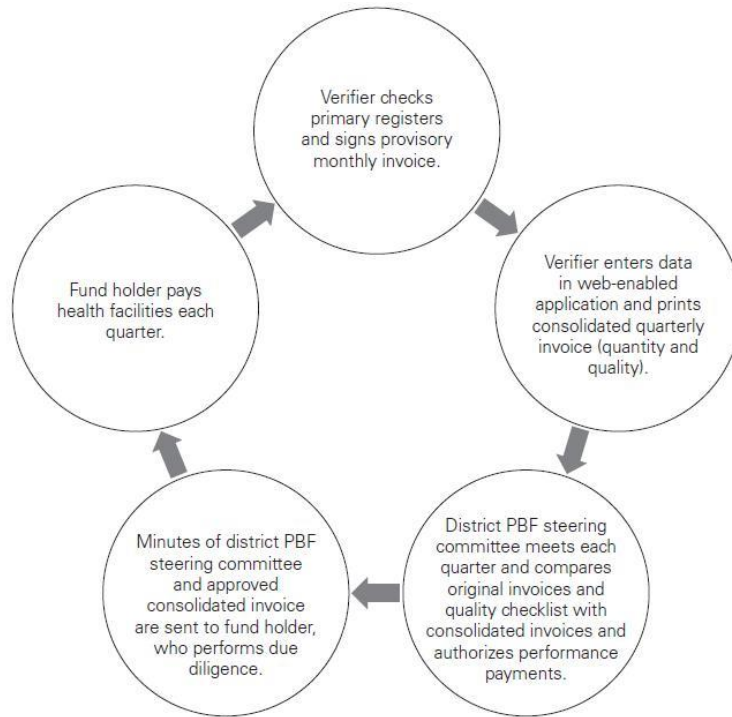 Verifier checks
primary registers
and signs provisory
monthly invoice.
Verifier enters data
in web-enabled
application and prints
consolidated quarterly
invoice (quantity and
quality).
District PBF steering
committee meets each
quarter and compares
original invoices and
quality checklist with
consolidated invoices and
authorizes performance
payments.
Minutes of district PBF
steering committee
and approved
consolidated invoice
are sent to fund holder,
who performs due
diligence.
Fund holder pays
health facilities each
quarter.